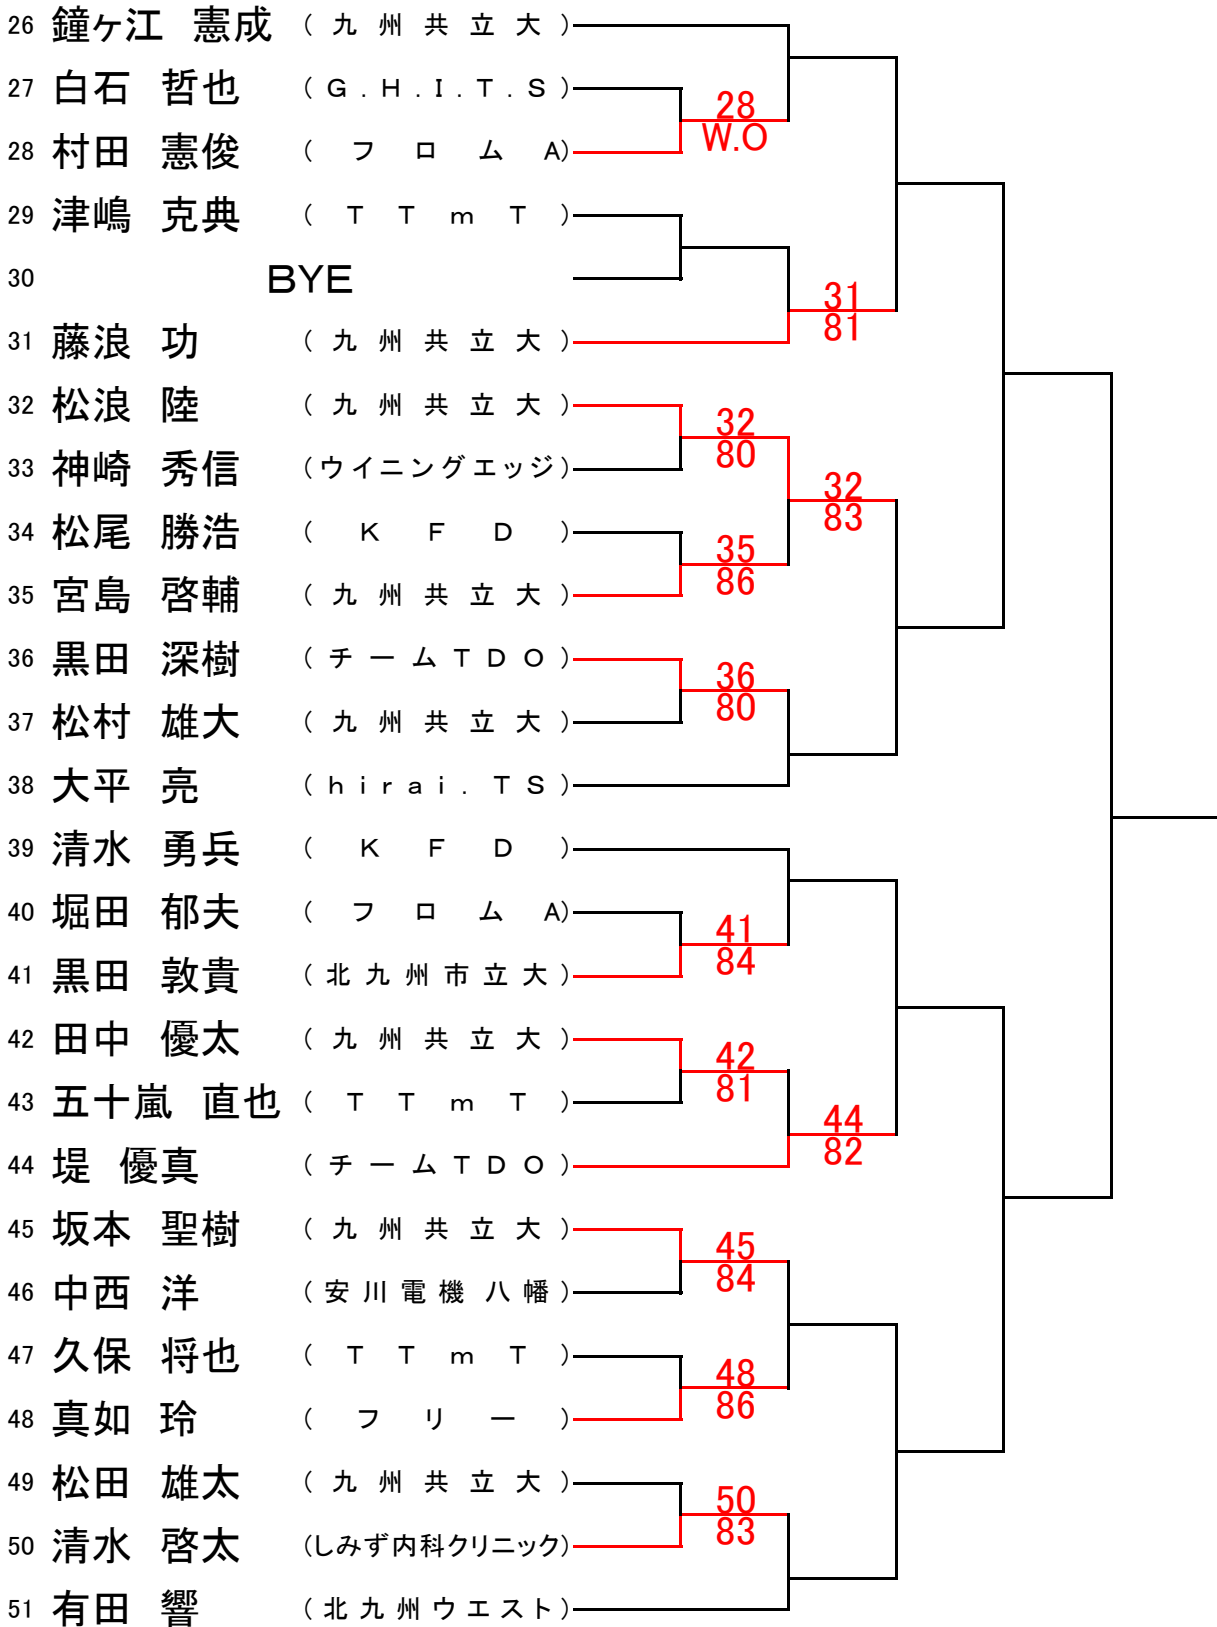 26 鐘ヶ江 憲成 (九州共立大)
27 白石 哲也 (G.H.I.T.S)
28
W.O
28 村田 憲俊 (フロムA)
29 津嶋 克典 (TTmT)
30 BYE
31
81
31 藤浪 功 (九州共立大)
32 松浪 陸 (九州共立大)
32
80
33 神崎 秀信 (ウイニングエッジ)
32
83
34 松尾 勝浩 (KFD)
35
86
35 宮島 啓輔 (九州共立大)
36 黒田 深樹 (チームTDO)
36
80
37 松村 雄大 (九州共立大)
38 大平 亮 (hirai.TS)
39 清水 勇兵 (KFD)
40 堀田 郁夫 (フロムA)
41
84
41 黒田 敦貴 (北九州市立大)
42 田中 優太 (九州共立大)
42
81
43 五十嵐 直也 (TTmT)
44
82
44 堤 優真 (チームTDO)
45 坂本 聖樹 (九州共立大)
45
84
46 中西 洋 (安川電機 八幡)
47 久保 将也 (TTmT)
48
86
48 真如 玲 (フリー)
49 松田 雄太 (九州共立大)
50
83
50 清水 啓太 (しみず内科クリニック)
51 有田 響 (北九州ウエスト)